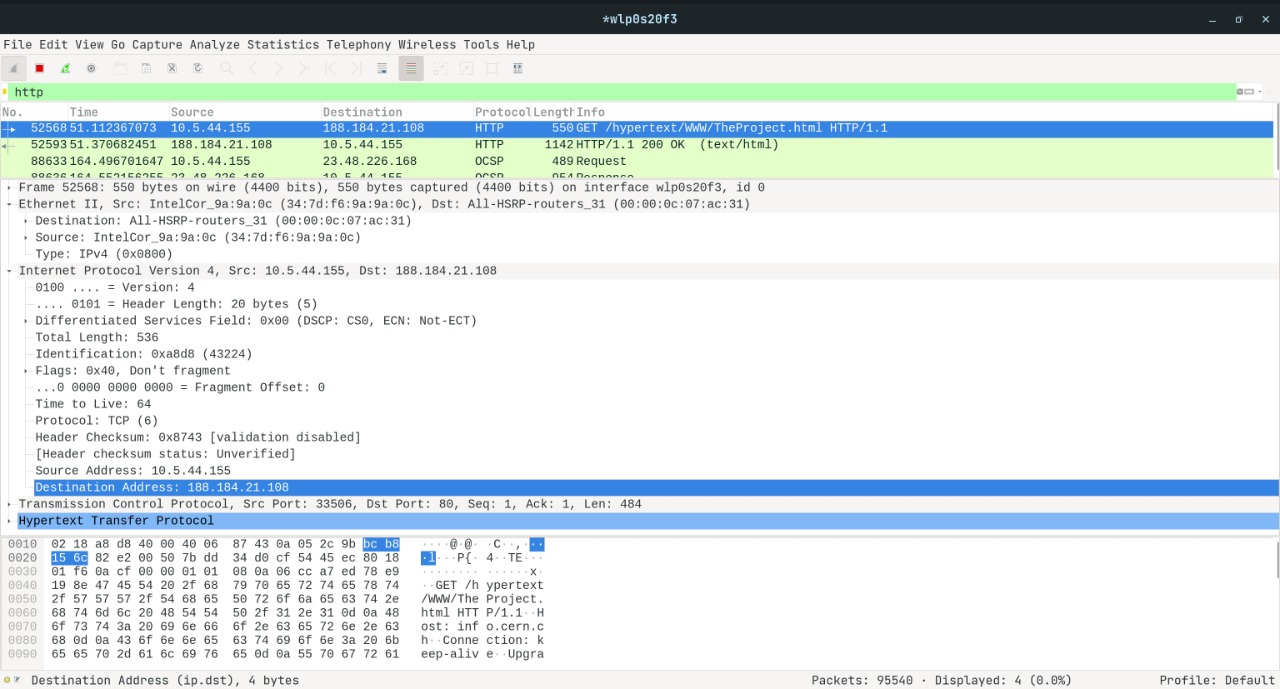 *wlp0s20f3
File Edit View Go Capture Analyze Statistics Telephony Wireless Tools Help
http
No. Time Source Destination Protocol Length Info
52568 51.112367073 10.5.44.155 188.184.21.108 HTTP 550 GET /hypertext/WWW/TheProject.html HTTP/1.1
52593 51.370682451 188.184.21.108 10.5.44.155 HTTP 1142 HTTP/1.1 200 OK (text/html)
88633 164.496701647 10.5.44.155 23.48.226.168 OCSP 489 Request
88636 164.552156255 23.48.226.168 10.5.44.155 OCSP 954 Response
Frame 52568: 550 bytes on wire (4400 bits), 550 bytes captured (4400 bits) on interface wlp0s20f3, id 0
Ethernet II, Src: IntelCor_9a:9a:0c (34:7d:f6:9a:9a:0c), Dst: All-HSRP-routers_31 (00:00:0c:07:ac:31)
Destination: All-HSRP-routers_31 (00:00:0c:07:ac:31)
Source: IntelCor_9a:9a:0c (34:7d:f6:9a:9a:0c)
Type: IPv4 (0x0800)
Internet Protocol Version 4, Src: 10.5.44.155, Dst: 188.184.21.108
0100 .... = Version: 4
.... 0101 = Header Length: 20 bytes (5)
Differentiated Services Field: 0x00 (DSCP: CS0, ECN: Not-ECT)
Total Length: 536
Identification: 0xa8d8 (43224)
Flags: 0x40, Don't fragment
...0 0000 0000 0000 = Fragment Offset: 0
Time to Live: 64
Protocol: TCP (6)
Header Checksum: 0x8743 [validation disabled]
[Header checksum status: Unverified]
Source Address: 10.5.44.155
Destination Address: 188.184.21.108
Transmission Control Protocol, Src Port: 33506, Dst Port: 80, Seq: 1, Ack: 1, Len: 484
Hypertext Transfer Protocol
0010 02 18 a8 d8 40 00 40 06 87 43 0a 05 2c 9b bc b8 ····@·@· ·C··,···
0020 15 6c 82 e2 00 50 7b dd 34 d0 cf 54 45 ec 80 18 ·l···P{· 4··TE···
0030 01 f6 0a cf 00 00 01 01 08 0a 06 cc a7 ed 78 e9 ········ ······x·
0040 19 8e 47 45 54 20 2f 68 79 70 65 72 74 65 78 74 ··GET /h ypertext
0050 2f 57 57 57 2f 54 68 65 50 72 6f 6a 65 63 74 2e /WWW/The Project.
0060 68 74 6d 6c 20 48 54 54 50 2f 31 2e 31 0d 0a 48 html HTT P/1.1··H
0070 6f 73 74 3a 20 69 6e 66 6f 2e 63 65 72 6e 2e 63 ost: inf o.cern.c
0080 68 0d 0a 43 6f 6e 6e 65 63 74 69 6f 6e 3a 20 6b h··Conne ction: k
0090 65 65 70 2d 61 6c 69 76 65 0d 0a 55 70 67 72 61 eep-aliv e··Upgra
Destination Address (ip.dst), 4 bytes Packets: 95540 · Displayed: 4 (0.0%) Profile: Default